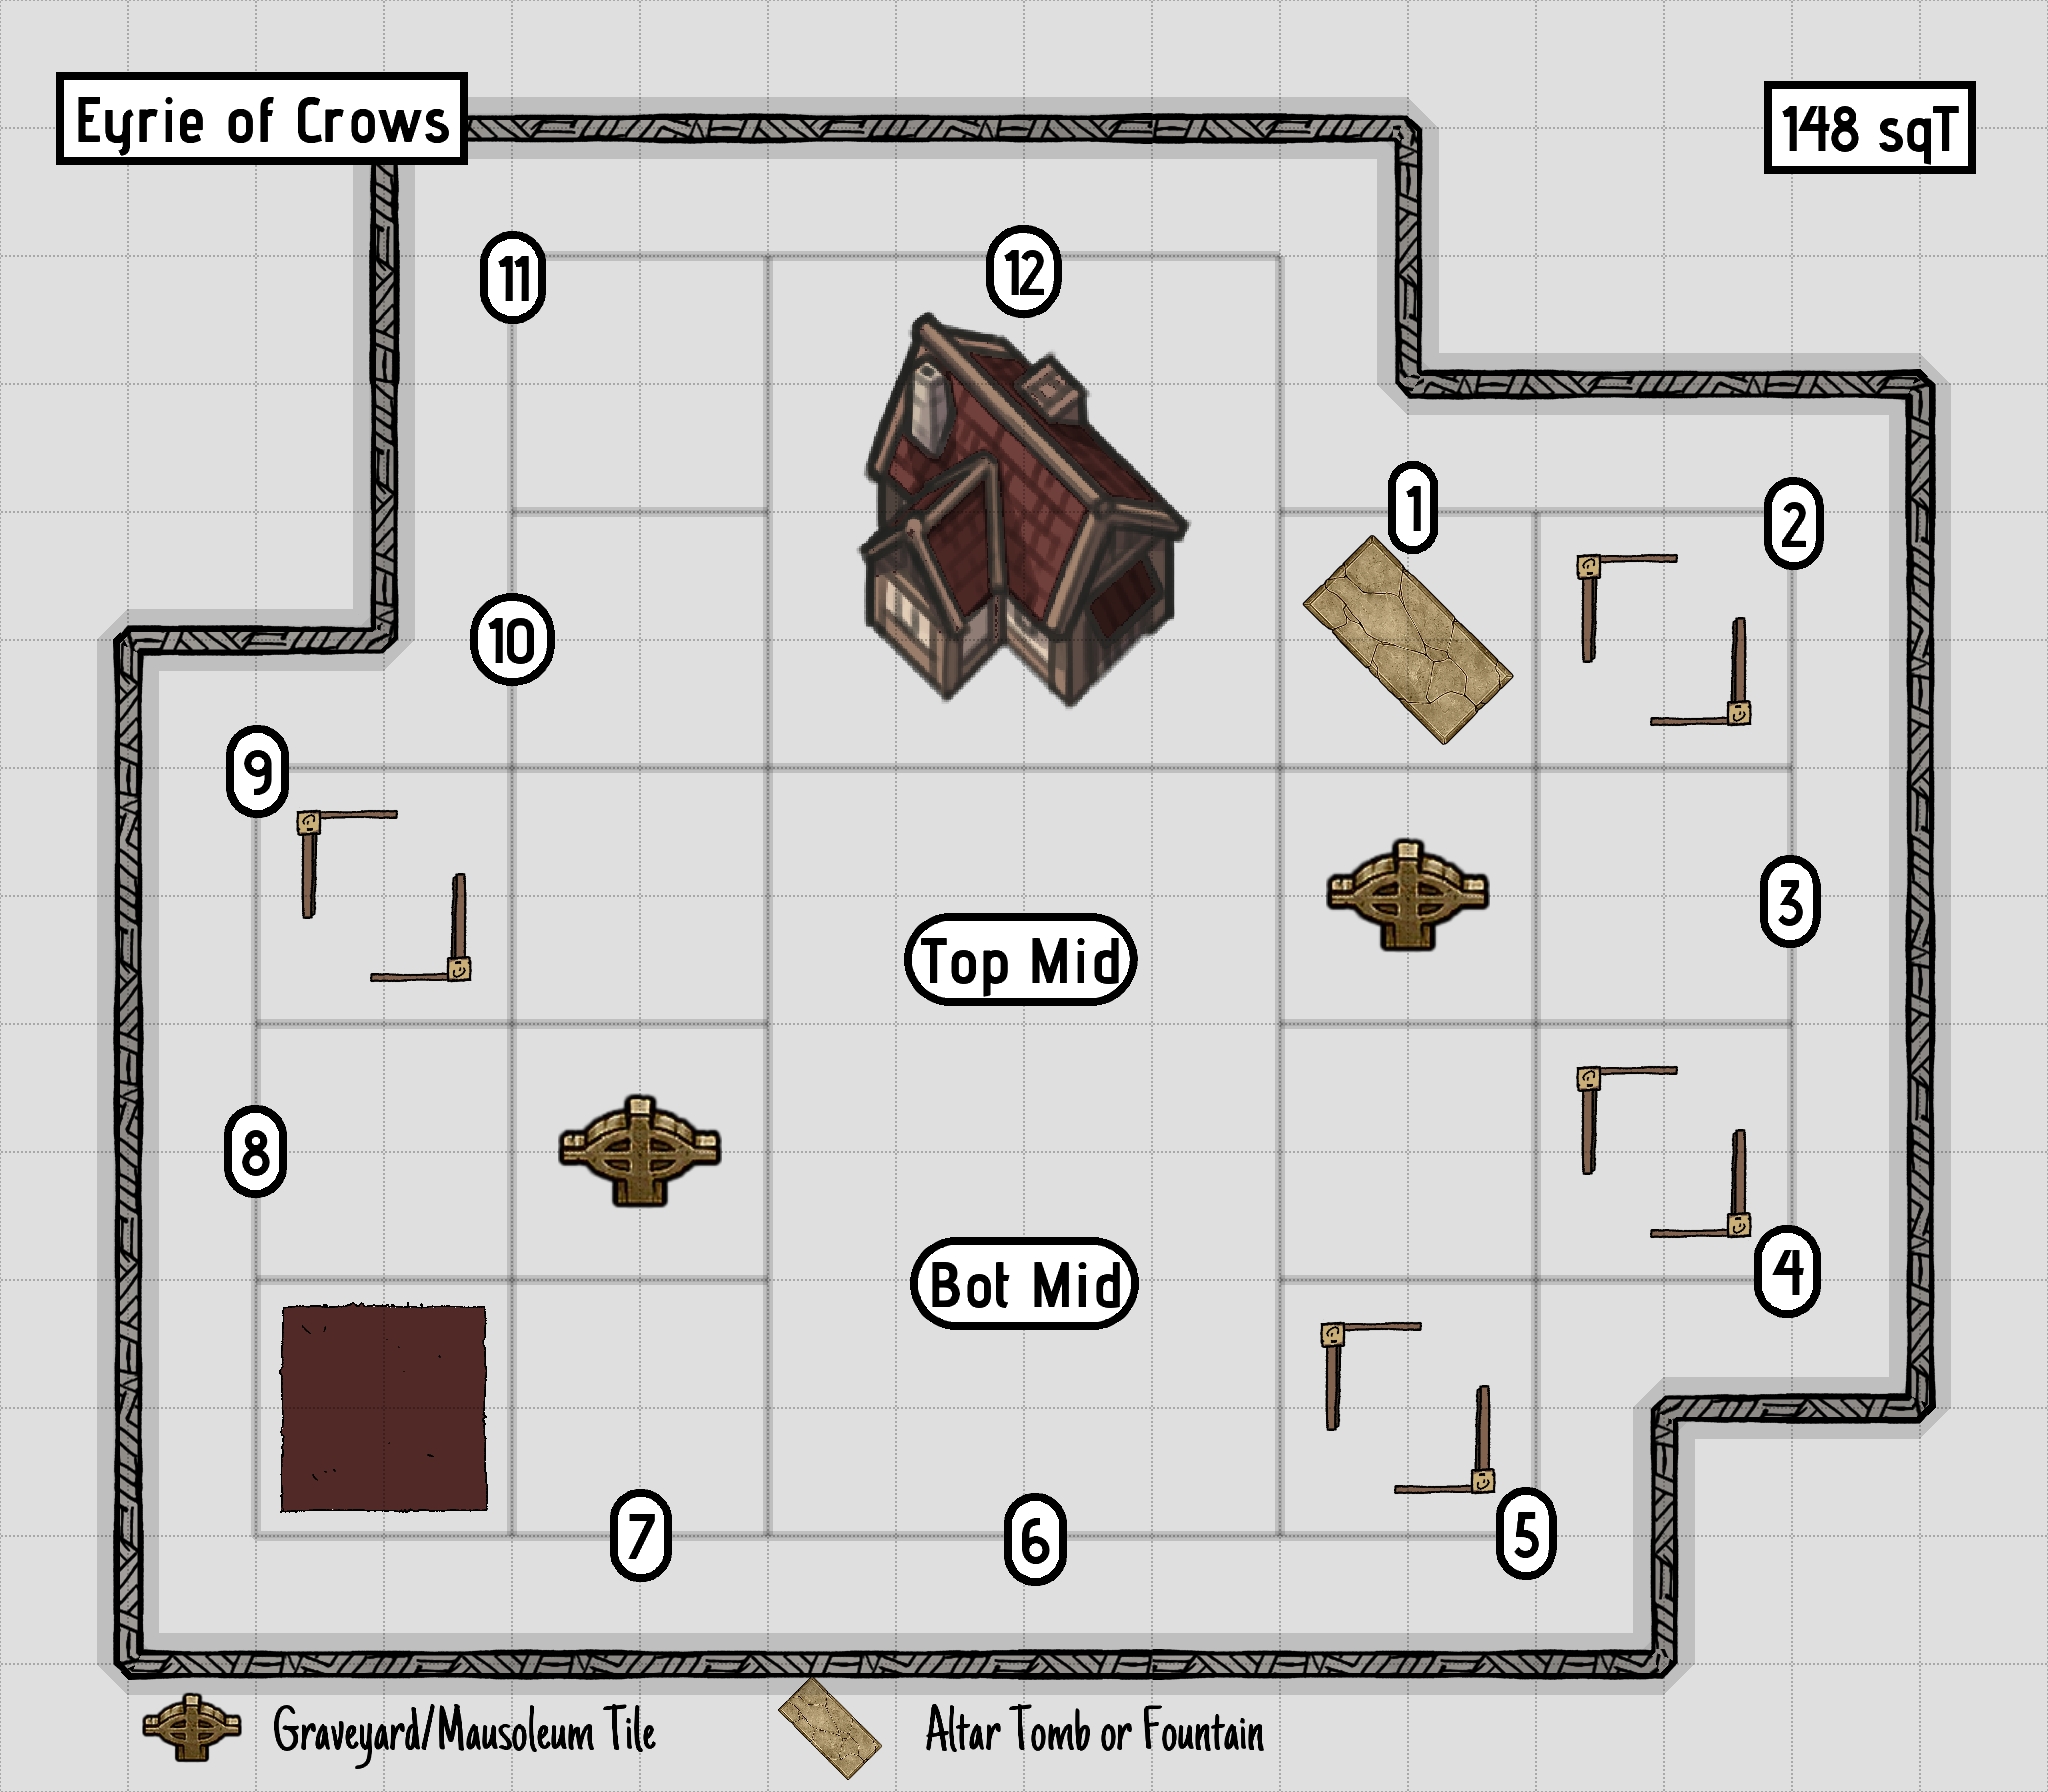 Eyrie of Crows
148 sqT
11
12
1
2
10
9
3
Top Mid
8
4
Bot Mid
7
6
5
Graveyard/Mausoleum Tile
Altar Tomb or Fountain